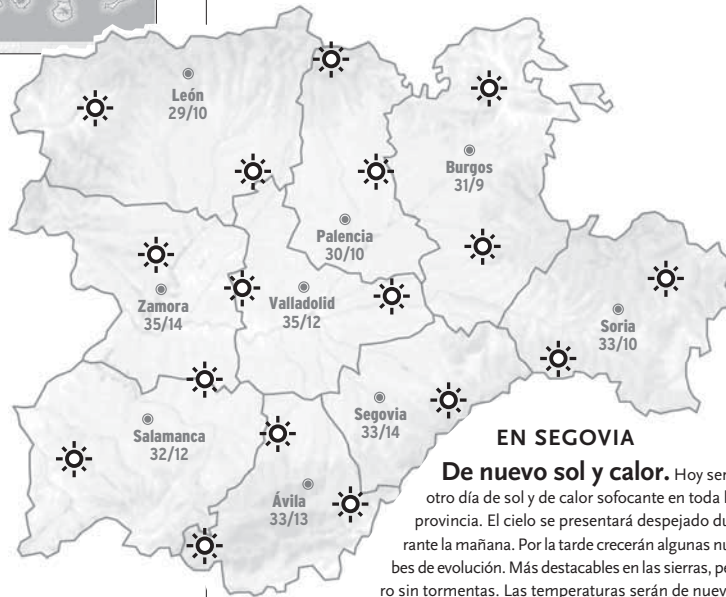 León
29/10
Burgos
31/9
Palencia
30/10
Zamora
35/14
Valladolid
35/12
Soria
33/10
Segovia
33/14
Salamanca
32/12
Ávila
33/13
EN SEGOVIA
De nuevo sol y calor. Hoy ser
otro día de sol y de calor sofocante en toda l
provincia. El cielo se presentará despejado du
rante la mañana. Por la tarde crecerán algunas nu
bes de evolución. Más destacables en las sierras, pe
ro sin tormentas. Las temperaturas serán de nuev